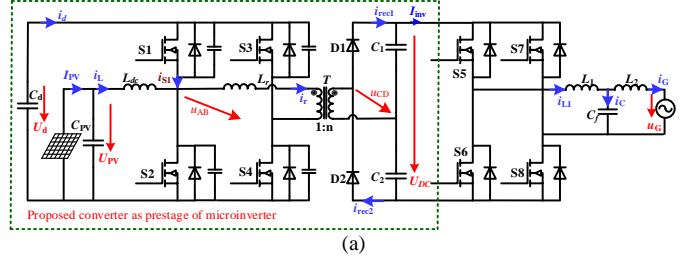 i_d i_rec1 I_inv
S1 S3 D1 C_1 S5 S7
I_PV i_L L_dc i_S1 L_r i_r T u_CD L_1 L_2 i_G
C_d C_PV u_AB 1:n i_L1 i_C
U_d U_PV C_f u_G
S2 S4 D2 C_2 U_DC S6 S8
Proposed converter as prestage of microinverter i_rec2
(a)